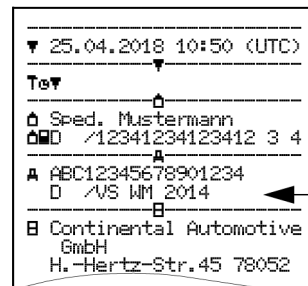 ▼ 25.04.2018 10:50 (UTC)
T⊙▼
Sped. Mustermann
D /12341234123412 3 4
ABC12345678901234
D /VS WM 2014
Continental Automotive
GmbH
H.-Hertz-Str.45 78052